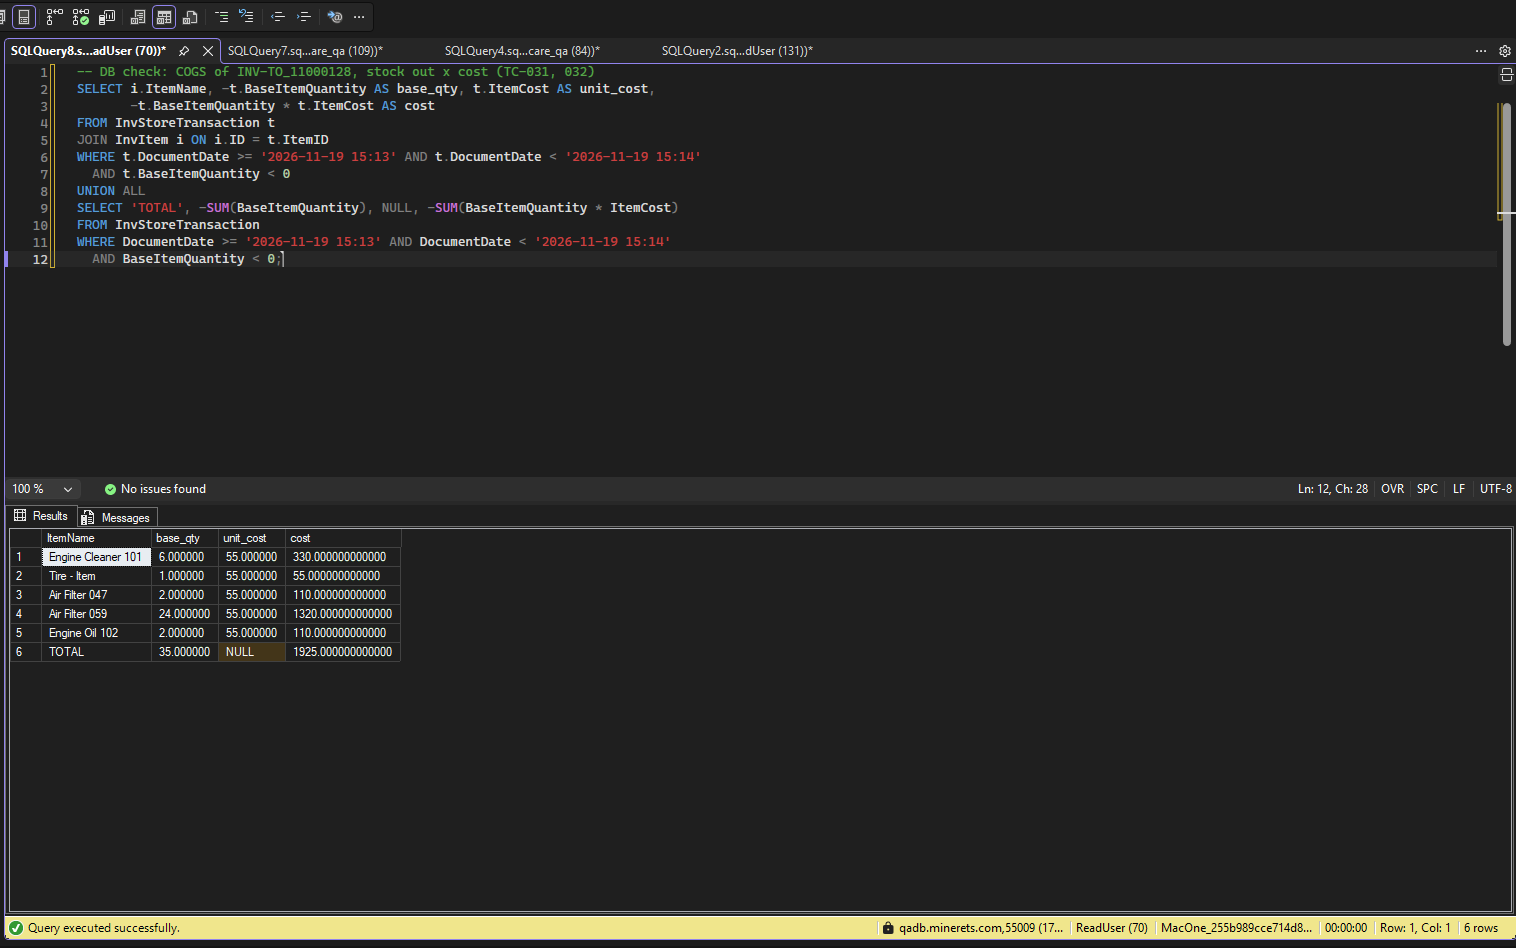 SQLQuery8.s...adUser (70))* SQLQuery7.sq...are_qa (109))* SQLQuery4.sq...care_qa (84))* SQLQuery2.sq...dUser (131))*
1 -- DB check: COGS of INV-TO_11000128, stock out x cost (TC-031, 032)
2 SELECT i.ItemName, -t.BaseItemQuantity AS base_qty, t.ItemCost AS unit_cost,
3 -t.BaseItemQuantity * t.ItemCost AS cost
4 FROM InvStoreTransaction t
5 JOIN InvItem i ON i.ID = t.ItemID
6 WHERE t.DocumentDate >= '2026-11-19 15:13' AND t.DocumentDate < '2026-11-19 15:14'
7 AND t.BaseItemQuantity < 0
8 UNION ALL
9 SELECT 'TOTAL', -SUM(BaseItemQuantity), NULL, -SUM(BaseItemQuantity * ItemCost)
10 FROM InvStoreTransaction
11 WHERE DocumentDate >= '2026-11-19 15:13' AND DocumentDate < '2026-11-19 15:14'
12 AND BaseItemQuantity < 0;
100 % No issues found Ln: 12, Ch: 28 OVR SPC LF UTF-8
Results Messages
ItemName base_qty unit_cost cost
1 Engine Cleaner 101 6.000000 55.000000 330.000000000000
2 Tire - Item 1.000000 55.000000 55.000000000000
3 Air Filter 047 2.000000 55.000000 110.000000000000
4 Air Filter 059 24.000000 55.000000 1320.000000000000
5 Engine Oil 102 2.000000 55.000000 110.000000000000
6 TOTAL 35.000000 NULL 1925.000000000000
Query executed successfully. qadb.minerets.com,55009 (17... ReadUser (70) MacOne_255b989cce714d8... 00:00:00 Row: 1, Col: 1 6 rows